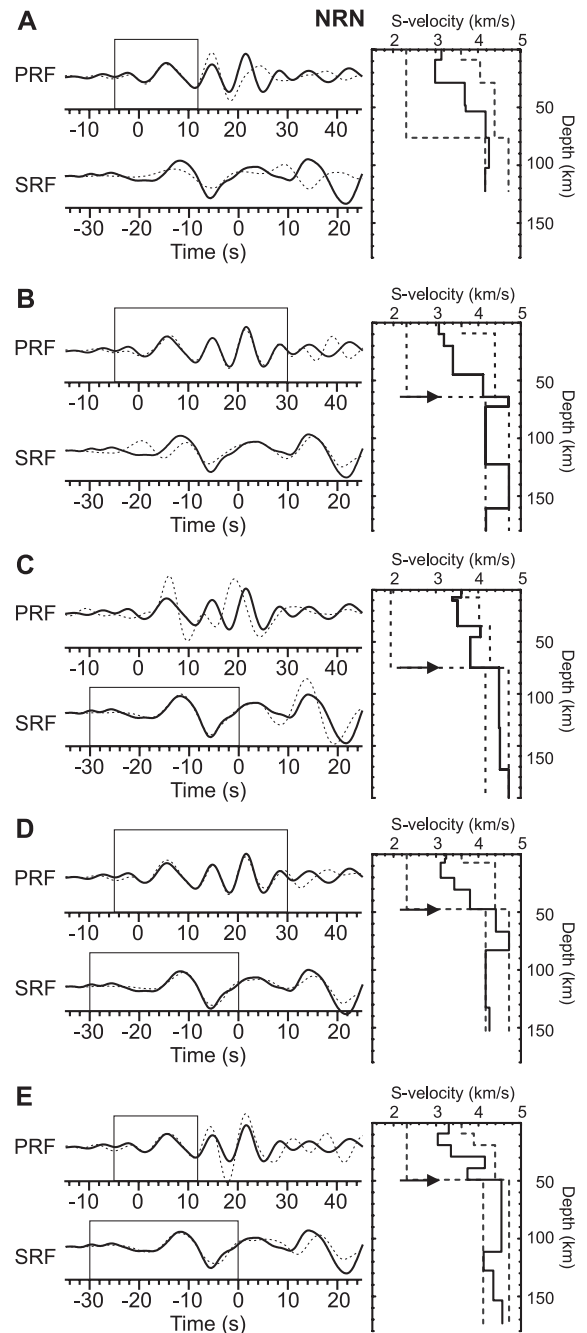 A NRN S-velocity (km/s)
2 3 4 5
PRF
-10 0 10 20 30 40
SRF
-30 -20 -10 0 10 20
Time (s)
50
100
150
Depth (km)
B S-velocity (km/s)
2 3 4 5
PRF
-10 0 10 20 30 40
SRF
-30 -20 -10 0 10 20
Time (s)
50
100
150
Depth (km)
C S-velocity (km/s)
2 3 4 5
PRF
-10 0 10 20 30 40
SRF
-30 -20 -10 0 10 20
Time (s)
50
100
150
Depth (km)
D S-velocity (km/s)
2 3 4 5
PRF
-10 0 10 20 30 40
SRF
-30 -20 -10 0 10 20
Time (s)
50
100
150
Depth (km)
E S-velocity (km/s)
2 3 4 5
PRF
-10 0 10 20 30 40
SRF
-30 -20 -10 0 10 20
Time (s)
50
100
150
Depth (km)